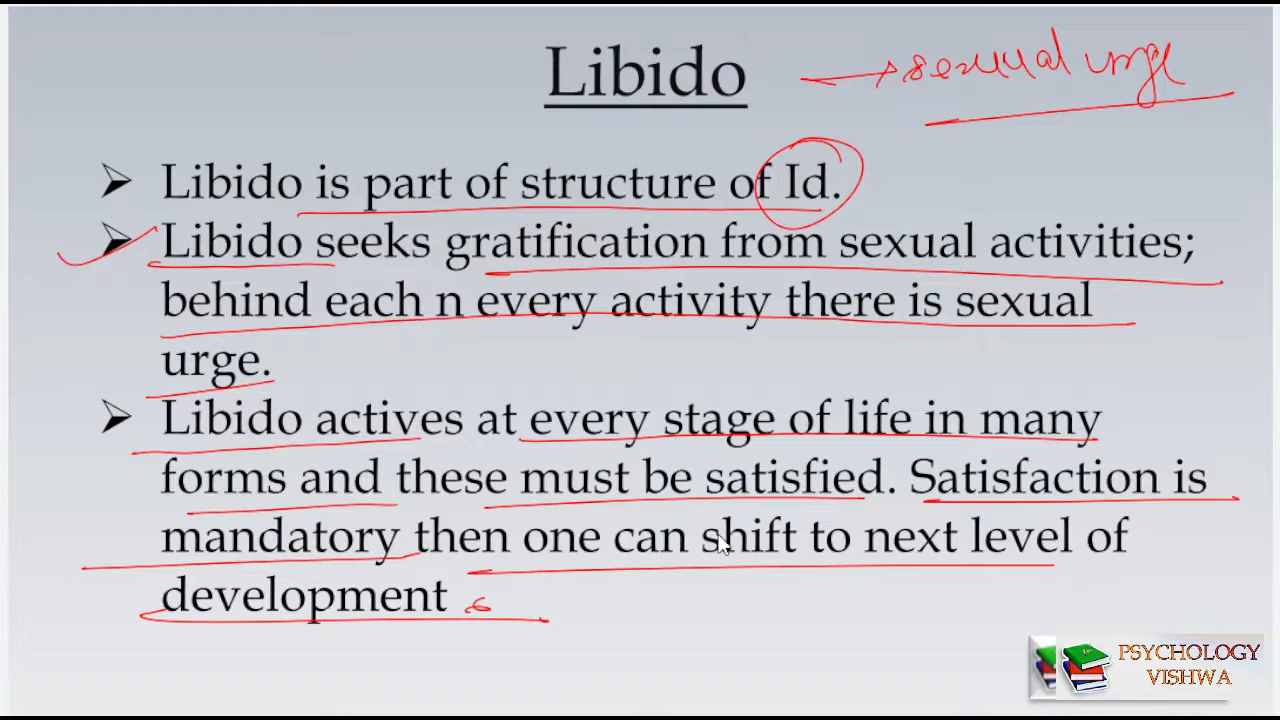 Libido
sexual urge
➢ Libido is part of structure of Id.
➢ Libido seeks gratification from sexual activities;
behind each n every activity there is sexual
urge.
➢ Libido actives at every stage of life in many
forms and these must be satisfied. Satisfaction is
mandatory then one can shift to next level of
development
PSYCHOLOGY
VISHWA